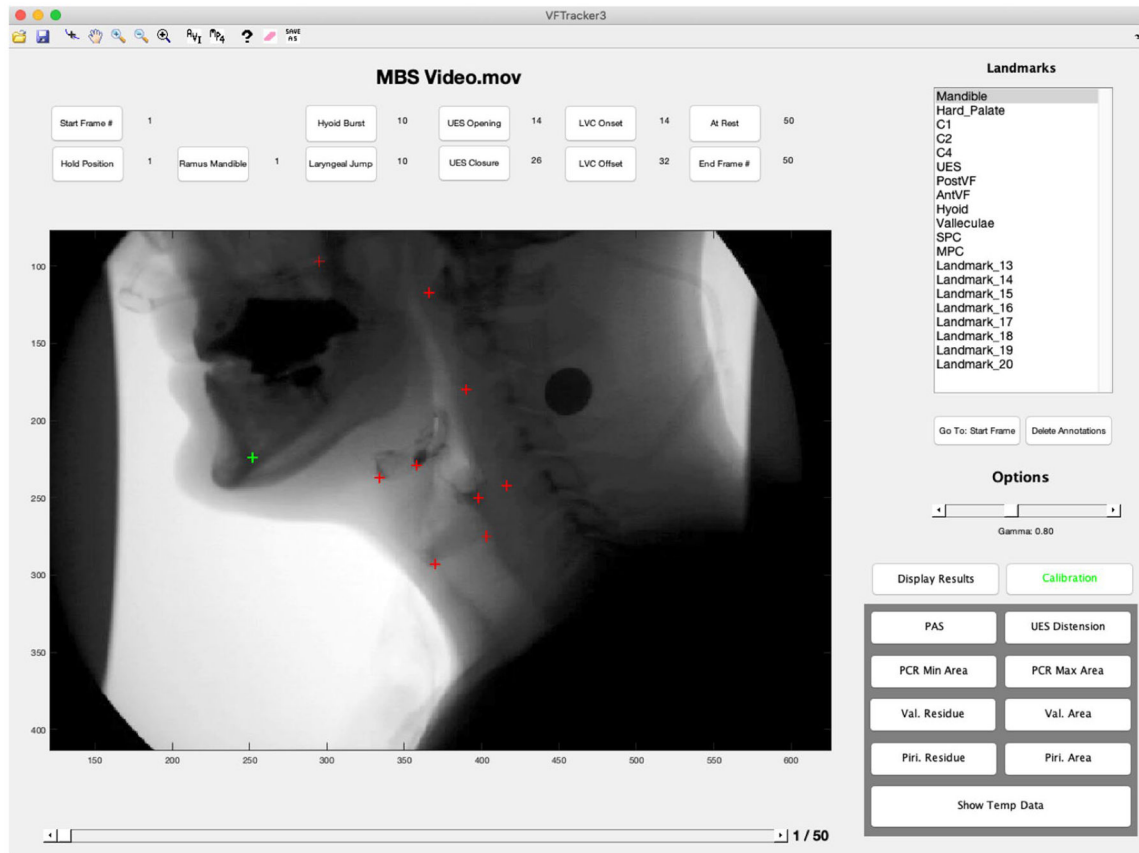 VFTracker3
AVI MP4 ? SAVE AS
MBS Video.mov
Start Frame # 1 Hyoid Burst 10 UES Opening 14 LVC Onset 14 At Rest 50
Hold Position 1 Ramus Mandible 1 Laryngeal Jump 10 UES Closure 26 LVC Offset 32 End Frame # 50
100
150
200
250
300
350
400
150 200 250 300 350 400 450 500 550 600
1 / 50
Landmarks
Mandible
Hard_Palate
C1
C2
C4
UES
PostVF
AntVF
Hyoid
Valleculae
SPC
MPC
Landmark_13
Landmark_14
Landmark_15
Landmark_16
Landmark_17
Landmark_18
Landmark_19
Landmark_20
Go To: Start Frame Delete Annotations
Options
Gamma: 0.80
Display Results Calibration
PAS UES Distension
PCR Min Area PCR Max Area
Val. Residue Val. Area
Piri. Residue Piri. Area
Show Temp Data